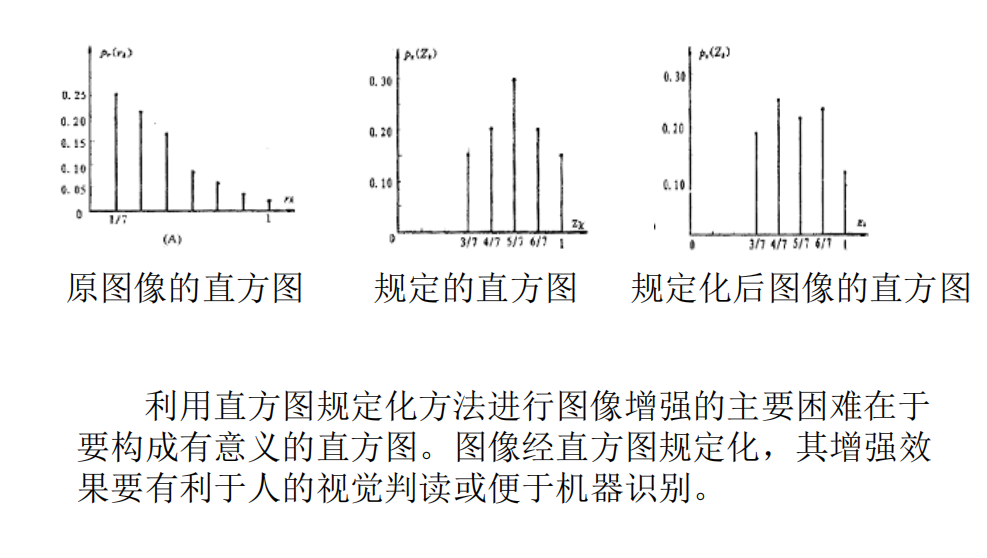 pr(rk)
0.25
0.20
0.15
0.10
0.05
0
1/7
1
rk
(A)
pz(Zk)
0.30
0.20
0.10
0
3/7 4/7 5/7 6/7 1
pz(Zk)
0.30
0.20
0.10
0
3/7 4/7 5/7 6/7 1
zk
原图像的直方图
规定的直方图
规定化后图像的直方图
利用直方图规定化方法进行图像增强的主要困难在于
要构成有意义的直方图。图像经直方图规定化，其增强效
果要有利于人的视觉判读或便于机器识别。